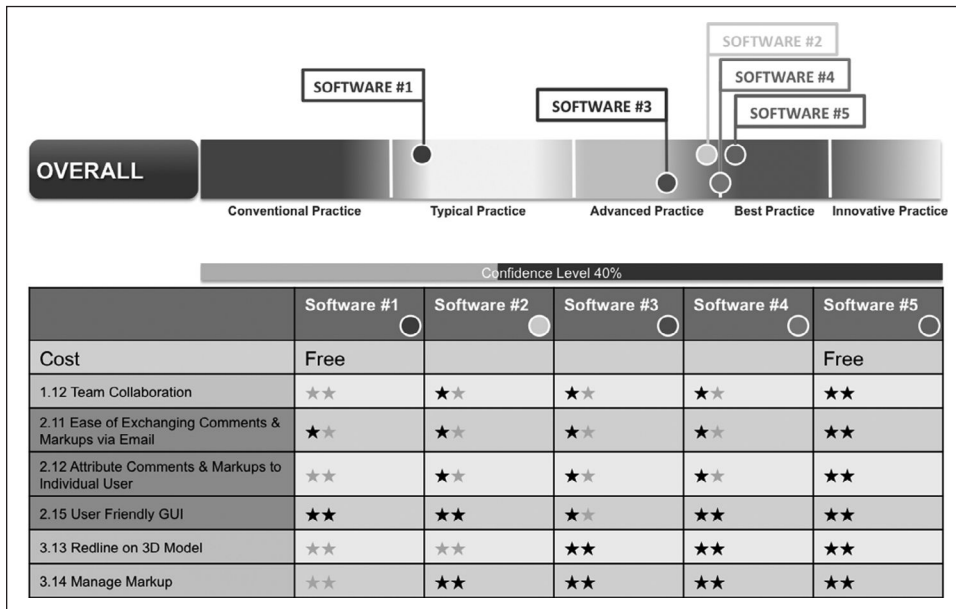 SOFTWARE #2
SOFTWARE #1
SOFTWARE #4
SOFTWARE #3
SOFTWARE #5
OVERALL
Conventional Practice Typical Practice Advanced Practice Best Practice Innovative Practice
Confidence Level 40%
Software #1 Software #2 Software #3 Software #4 Software #5
Cost Free Free
1.12 Team Collaboration ★★ ★★ ★★ ★★ ★★
2.11 Ease of Exchanging Comments &
Markups via Email ★★ ★★ ★★ ★★ ★★
2.12 Attribute Comments & Markups to
Individual User ★★ ★★ ★★ ★★ ★★
2.15 User Friendly GUI ★★ ★★ ★★ ★★ ★★
3.13 Redline on 3D Model ★★ ★★ ★★ ★★ ★★
3.14 Manage Markup ★★ ★★ ★★ ★★ ★★